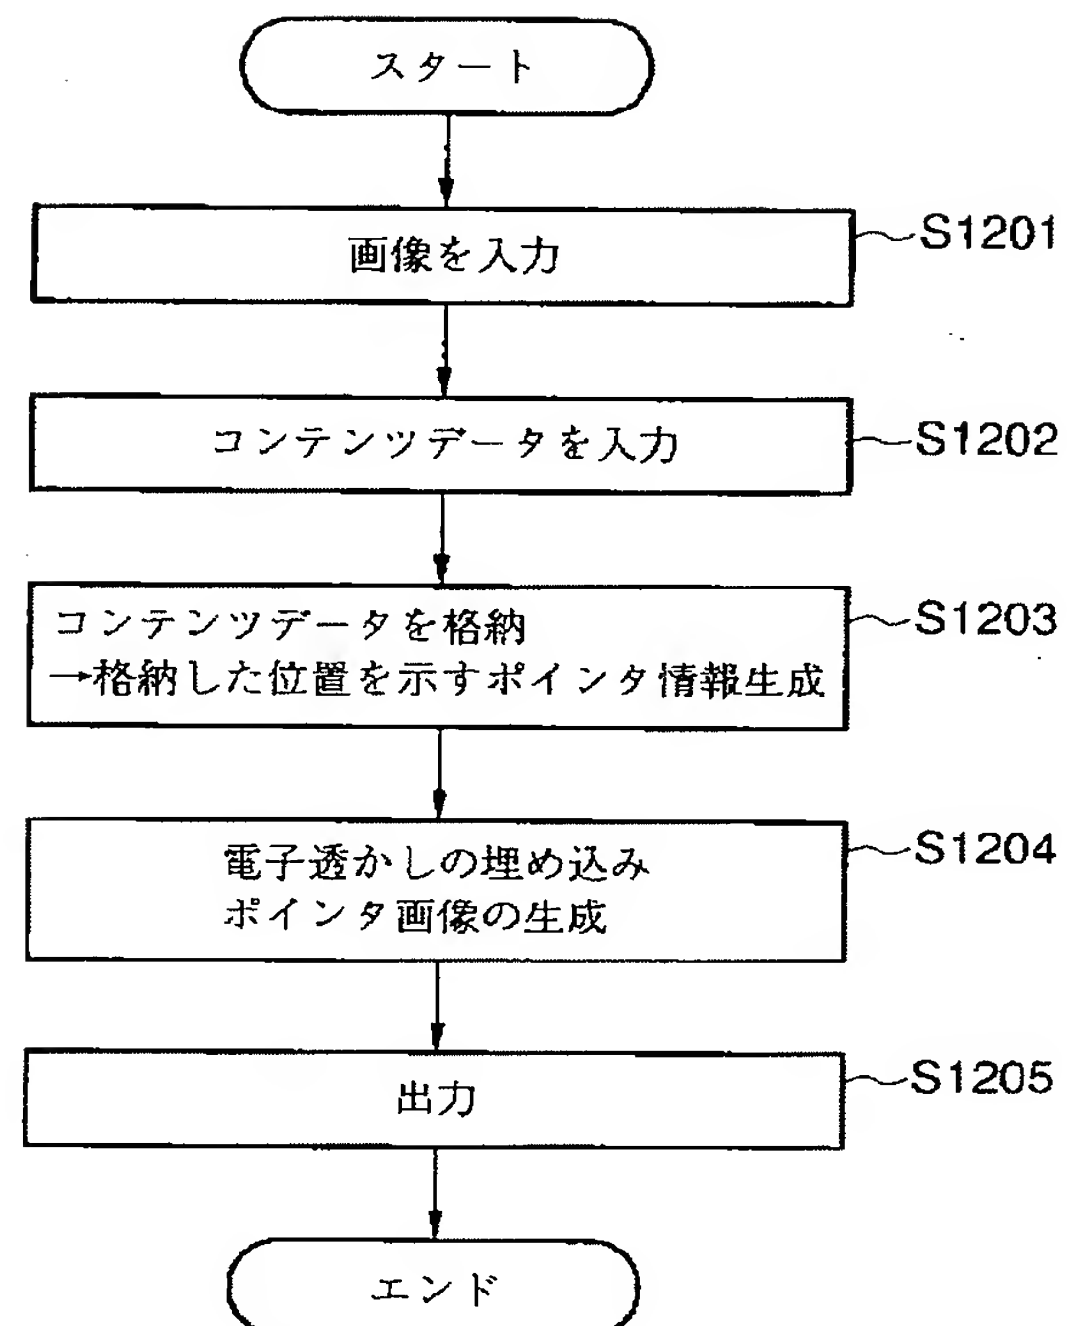 スタート
画像を入力
S1201
コンテンツデータを入力
S1202
コンテンツデータを格納
→格納した位置を示すポインタ情報生成
S1203
電子透かしの埋め込み
ポインタ画像の生成
S1204
出力
S1205
エンド